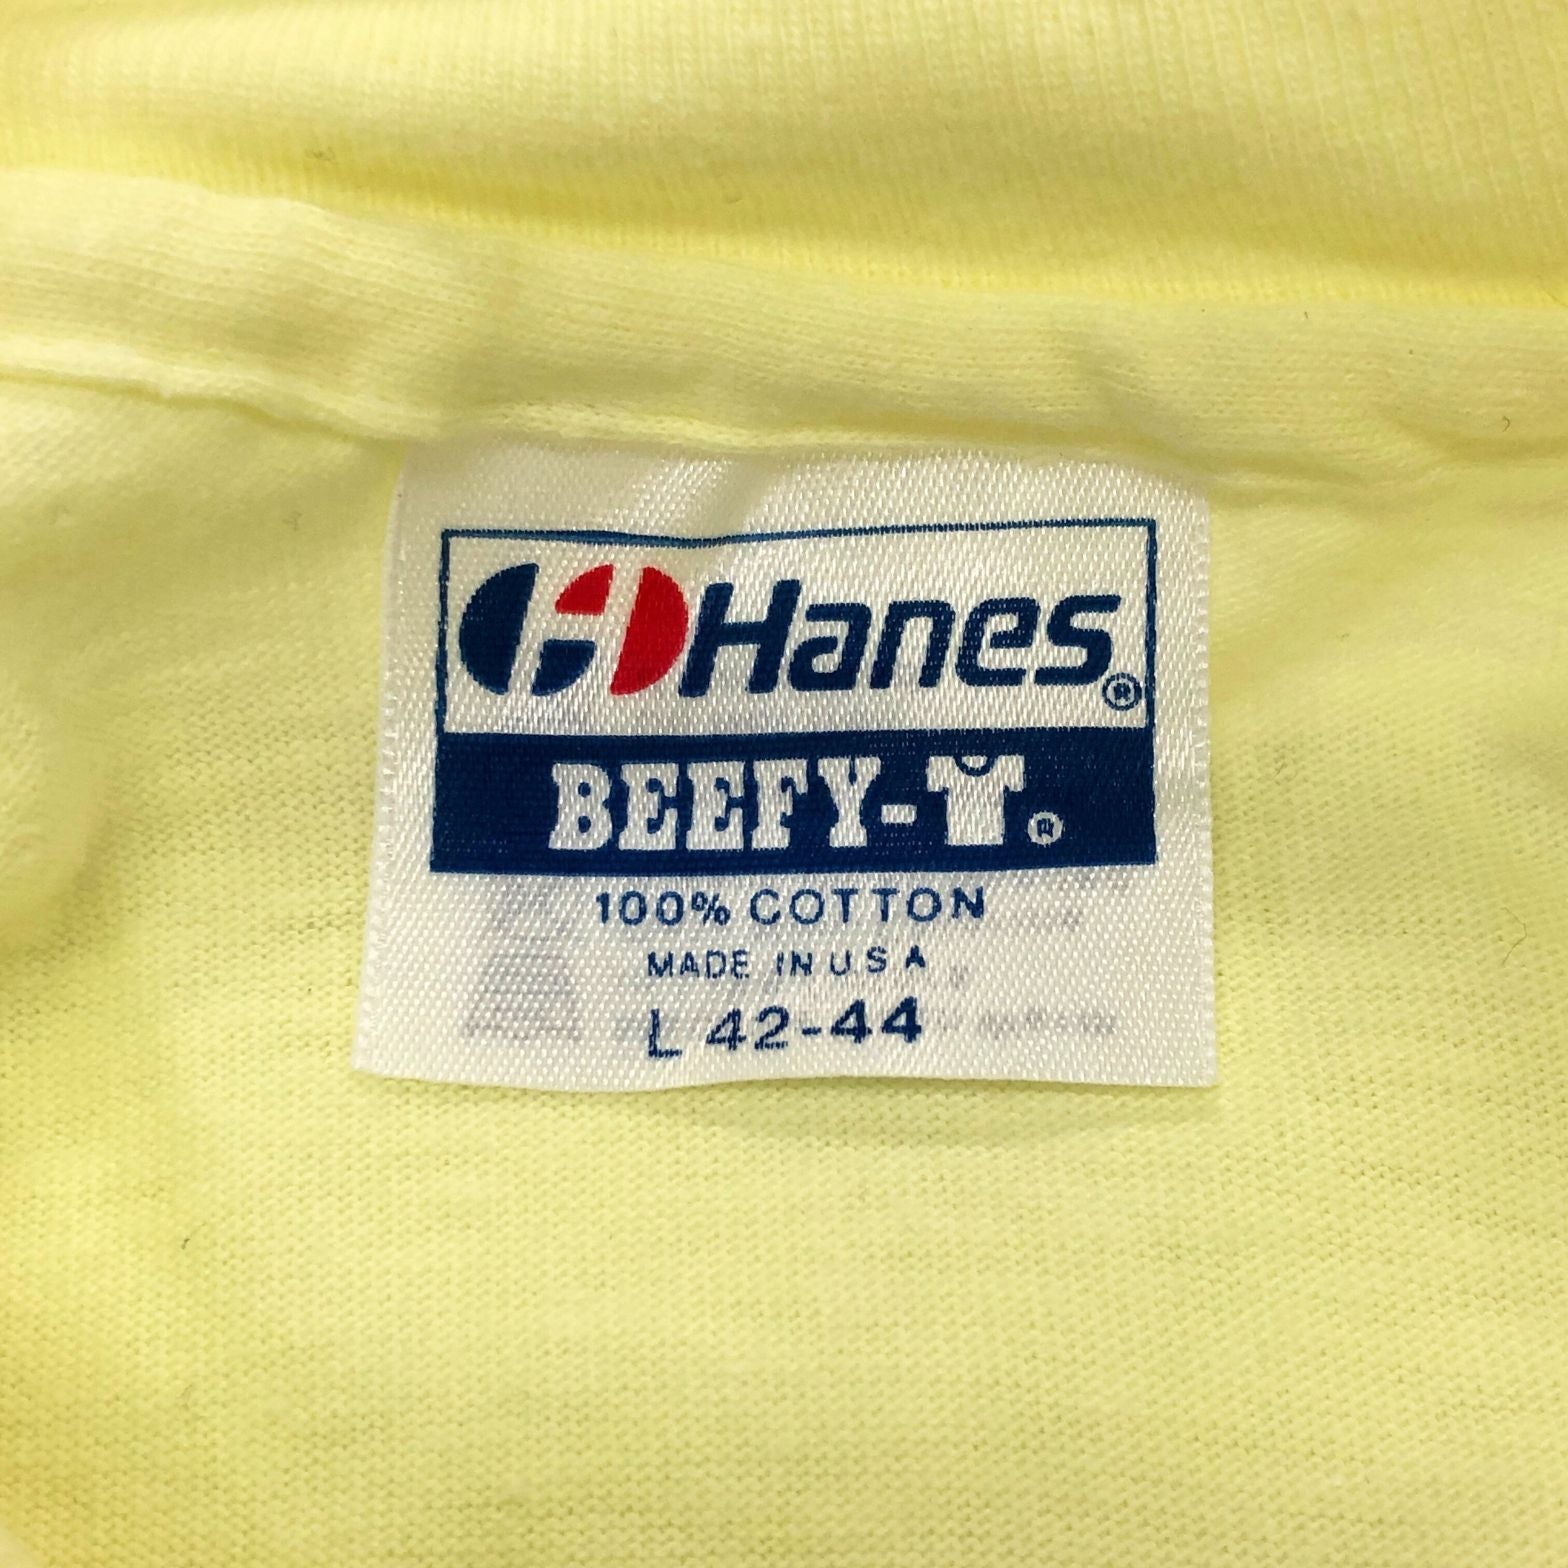 Hanes®
BEEFY-T®
100% COTTON
MADE IN U S A
L 42-44